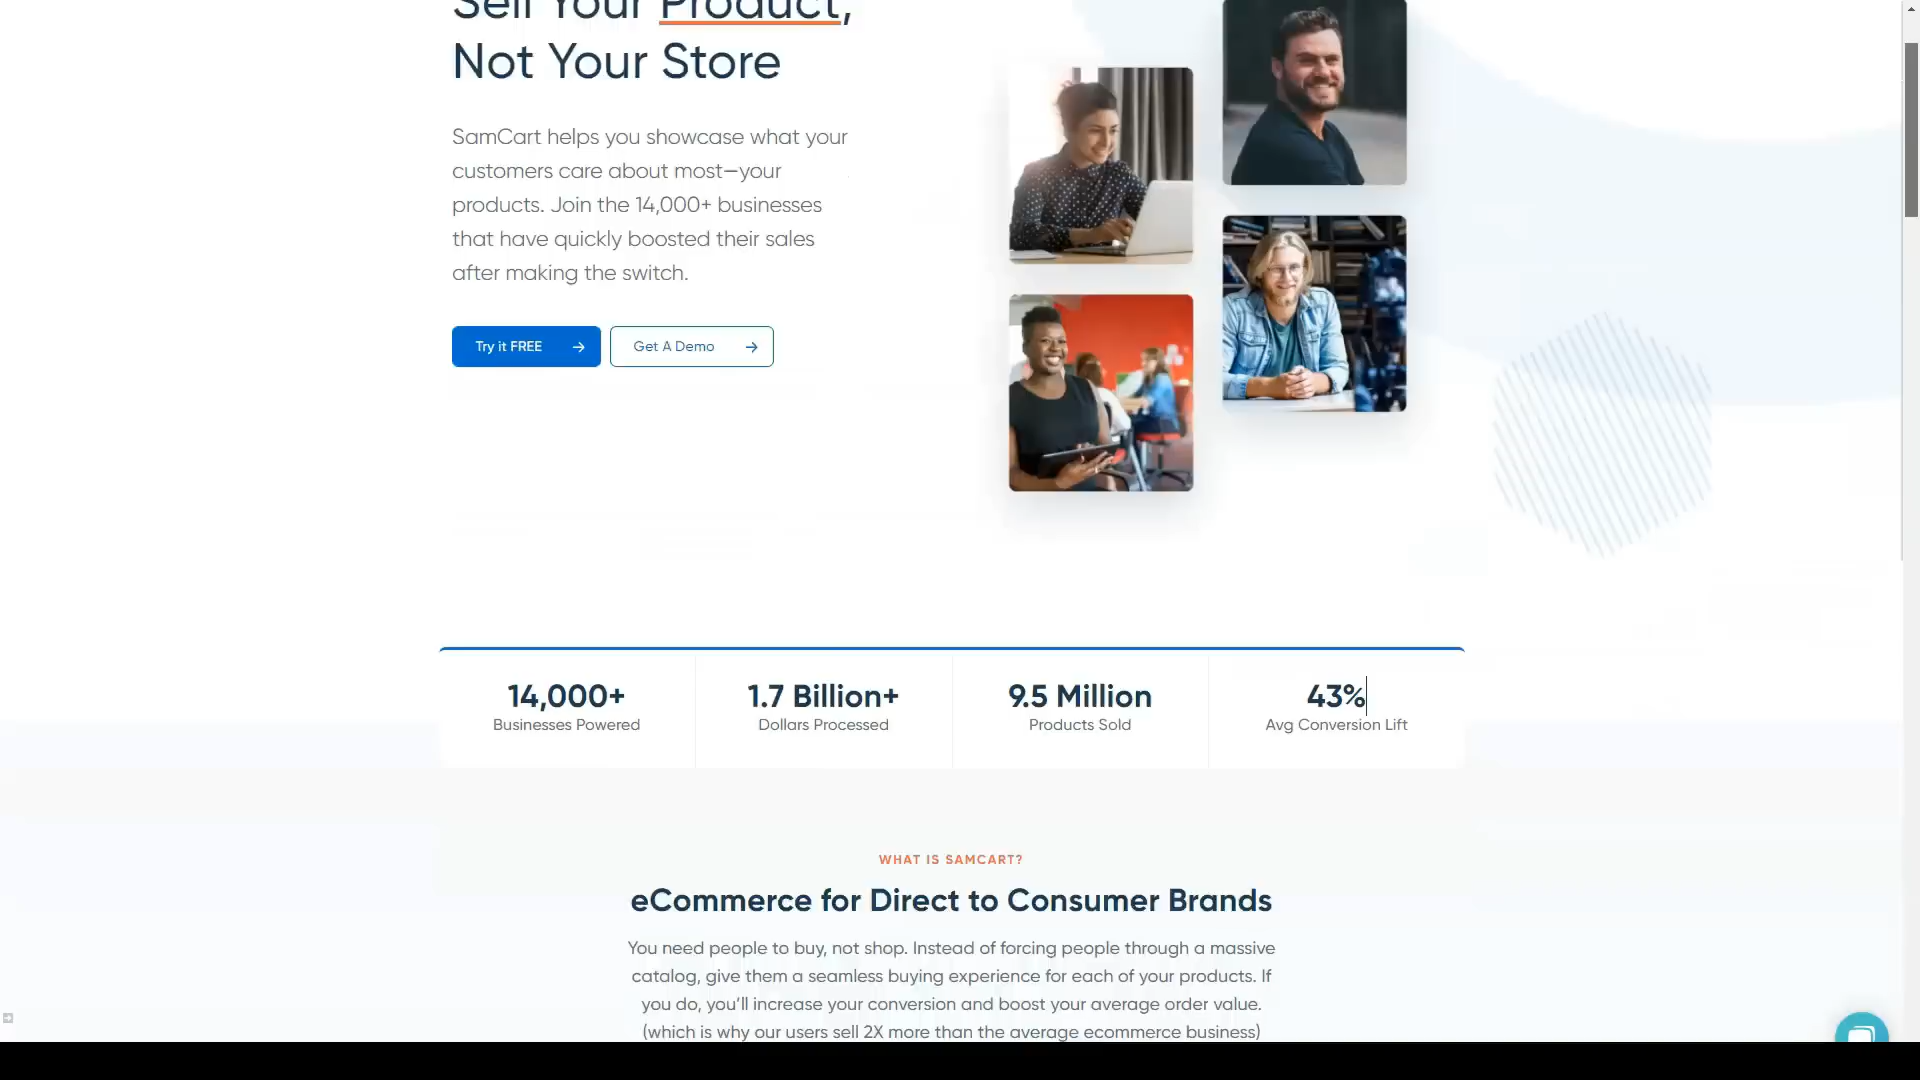 Sell Your Product,
Not Your Store
SamCart helps you showcase what your
customers care about most—your
products. Join the 14,000+ businesses
that have quickly boosted their sales
after making the switch.
Try it FREE
Get A Demo
14,000+
Businesses Powered
1.7 Billion+
Dollars Processed
9.5 Million
Products Sold
43%
Avg Conversion Lift
WHAT IS SAMCART?
eCommerce for Direct to Consumer Brands
You need people to buy, not shop. Instead of forcing people through a massive
catalog, give them a seamless buying experience for each of your products. If
you do, you'll increase your conversion and boost your average order value.
(which is why our users sell 2X more than the average ecommerce business)